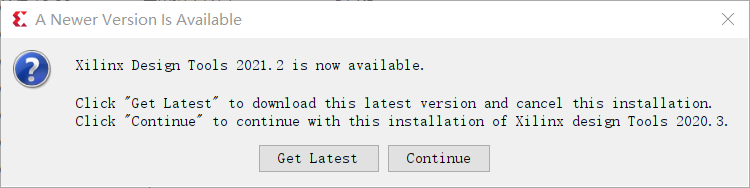 A Newer Version Is Available
Xilinx Design Tools 2021.2 is now available.
Click "Get Latest" to download this latest version and cancel this installation.
Click "Continue" to continue with this installation of Xilinx design Tools 2020.3.
Get Latest
Continue